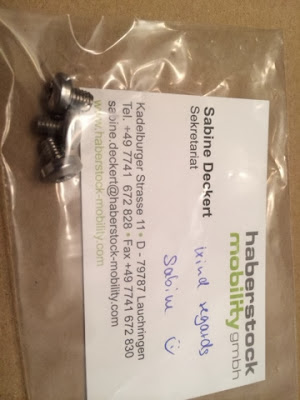 haberstock
mobility gmbh
Sabine Deckert
Sekretariat
kind regards
Sabine
Kadelburger Strasse 11 • D - 79787 Lauchringen
Tel. +49 7741 672 828 • Fax +49 7741 672 830
sabine.deckert@haberstock-mobility.com
www.haberstock-mobility.com